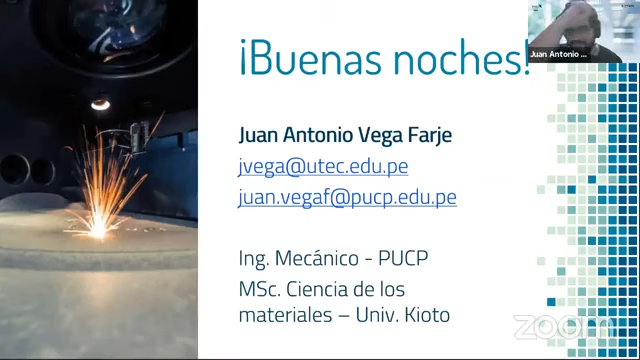 ¡Buenas noches!
Juan Antonio ...
Juan Antonio Vega Farje
jvega@utec.edu.pe
juan.vegaf@pucp.edu.pe
Ing. Mecánico - PUCP
MSc. Ciencia de los
materiales – Univ. Kioto
zoom